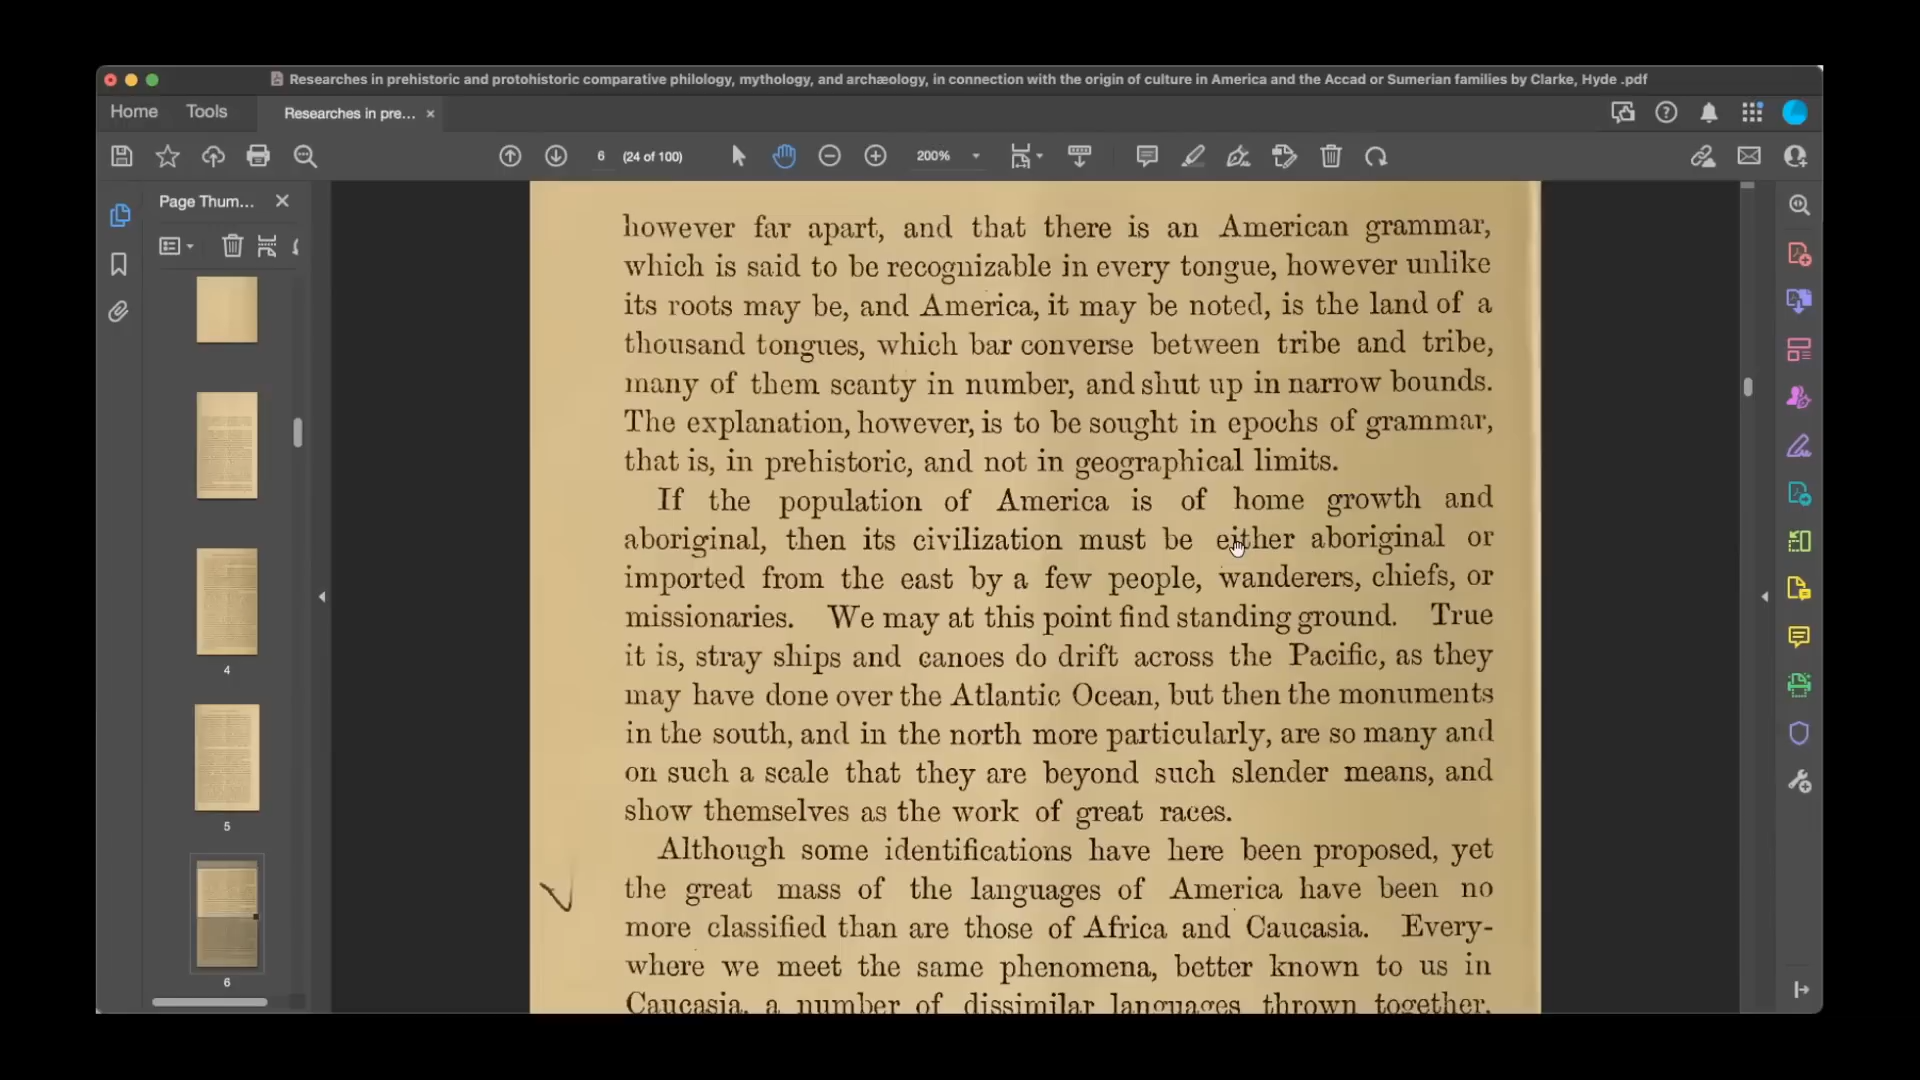 Researches in prehistoric and protohistoric comparative philology, mythology, and archæology, in connection with the origin of culture in America and the Accad or Sumerian families by Clarke, Hyde .pdf
Home
Tools
Researches in pre...
6
(24 of 100)
200%
Page Thum...
4
5
6
however far apart, and that there is an American grammar,
which is said to be recognizable in every tongue, however unlike
its roots may be, and America, it may be noted, is the land of a
thousand tongues, which bar converse between tribe and tribe,
many of them scanty in number, and shut up in narrow bounds.
The explanation, however, is to be sought in epochs of grammar,
that is, in prehistoric, and not in geographical limits.
If the population of America is of home growth and
aboriginal, then its civilization must be either aboriginal or
imported from the east by a few people, wanderers, chiefs, or
missionaries. We may at this point find standing ground. True
it is, stray ships and canoes do drift across the Pacific, as they
may have done over the Atlantic Ocean, but then the monuments
in the south, and in the north more particularly, are so many and
on such a scale that they are beyond such slender means, and
show themselves as the work of great races.
Although some identifications have here been proposed, yet
the great mass of the languages of America have been no
more classified than are those of Africa and Caucasia. Every-
where we meet the same phenomena, better known to us in
Caucasia, a number of dissimilar languages thrown together,